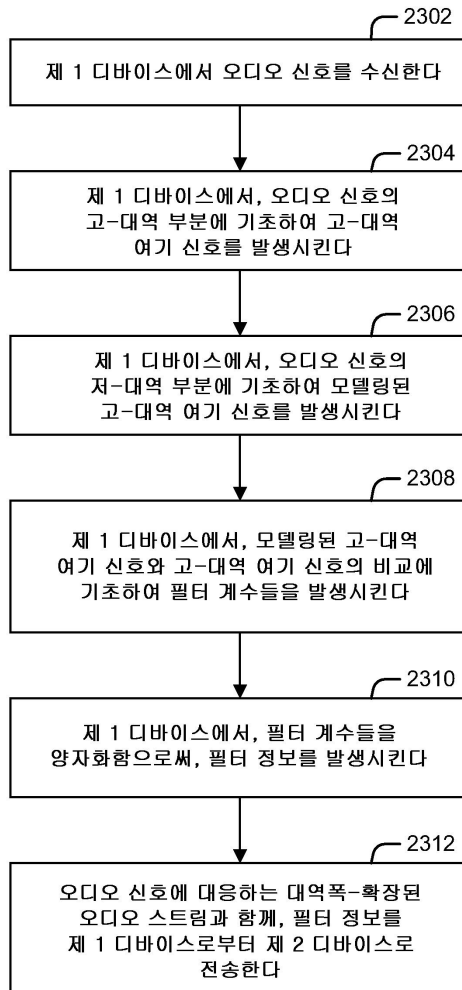 2302
제 1 디바이스에서 오디오 신호를 수신한다
2304
제 1 디바이스에서, 오디오 신호의
고-대역 부분에 기초하여 고-대역
여기 신호를 발생시킨다
2306
제 1 디바이스에서, 오디오 신호의
저-대역 부분에 기초하여 모델링된
고-대역 여기 신호를 발생시킨다
2308
제 1 디바이스에서, 모델링된 고-대역
여기 신호와 고-대역 여기 신호의 비교에
기초하여 필터 계수들을 발생시킨다
2310
제 1 디바이스에서, 필터 계수들을
양자화함으로써, 필터 정보를 발생시킨다
2312
오디오 신호에 대응하는 대역폭-확장된
오디오 스트림과 함께, 필터 정보를
제 1 디바이스로부터 제 2 디바이스로
전송한다